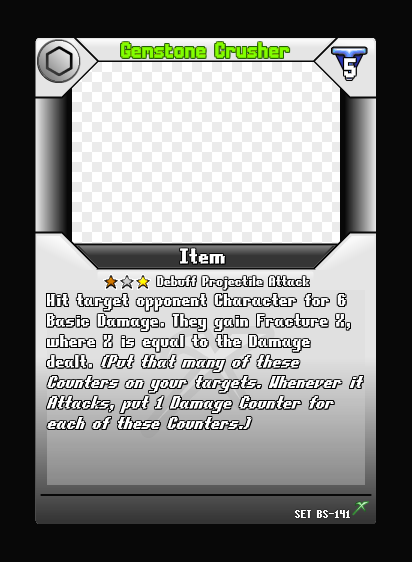 Gemstone Crusher
5
Item
Debuff Projectile Attack
Hit target opponent Character for 6
Basic Damage. They gain Fracture X,
where X is equal to the Damage
dealt. (Put that many of these
Counters on your targets. Whenever it
Attacks, put 1 Damage Counter for
each of these Counters.)
SET BS-141